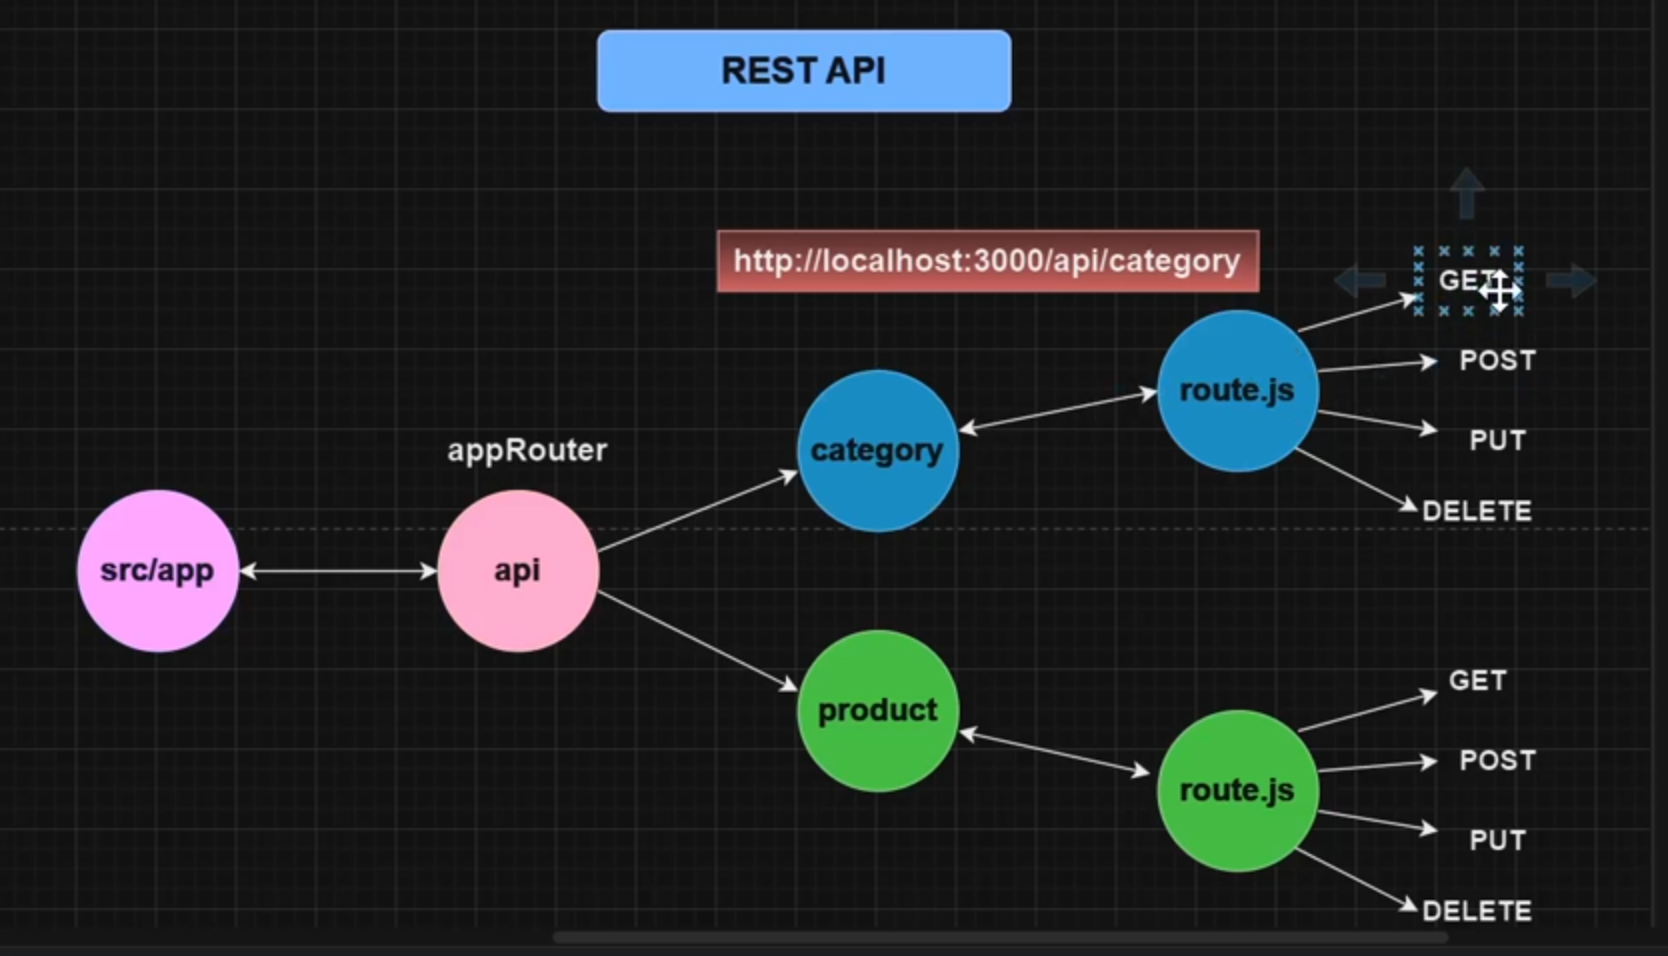 REST API
http://localhost:3000/api/category
GET
route.js
POST
PUT
DELETE
category
appRouter
src/app
api
product
route.js
GET
POST
PUT
DELETE